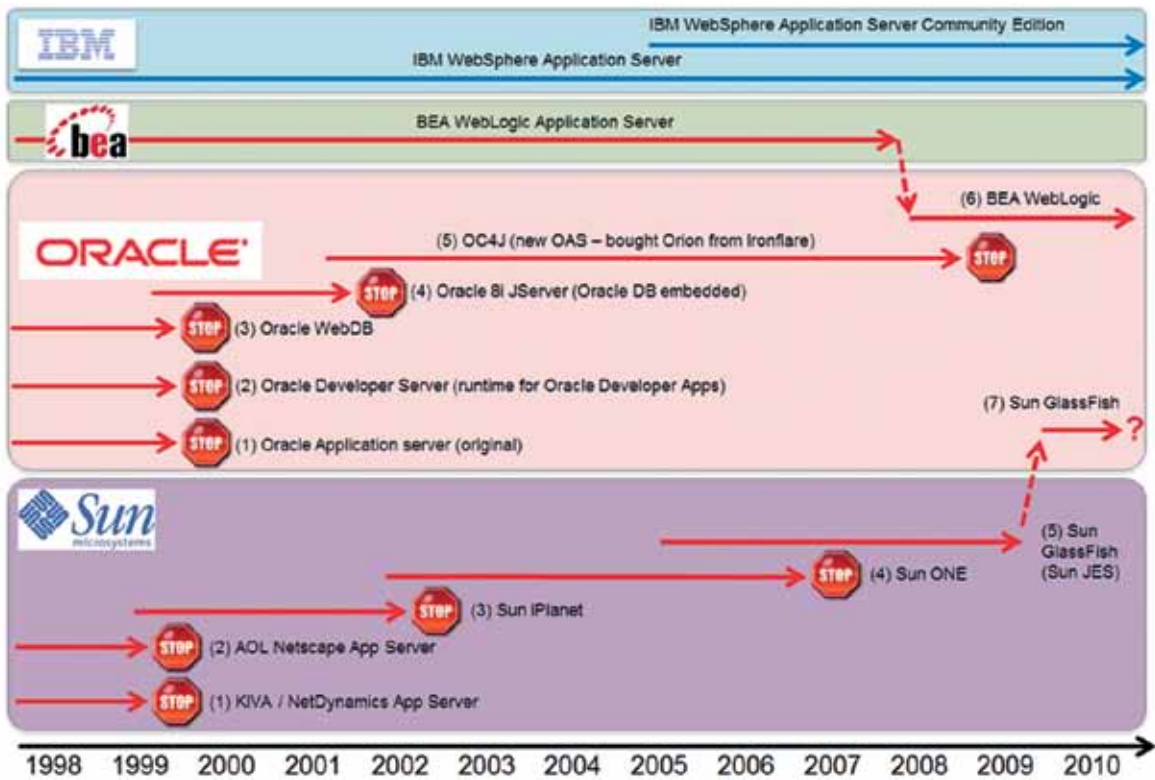 IBM
IBM WebSphere Application Server Community Edition
IBM WebSphere Application Server
bea
BEA WebLogic Application Server
(6) BEA WebLogic
ORACLE
(5) OC4J (new OAS – bought Orion from Ironflare)
STOP
STOP
(4) Oracle 8i JServer (Oracle DB embedded)
STOP
(3) Oracle WebDB
STOP
(2) Oracle Developer Server (runtime for Oracle Developer Apps)
(7) Sun GlassFish
?
STOP
(1) Oracle Application server (original)
Sun
microsystems
(5) Sun
GlassFish
(Sun JES)
STOP
(4) Sun ONE
STOP
(3) Sun iPlanet
STOP
(2) AOL Netscape App Server
STOP
(1) KIVA / NetDynamics App Server
1998 1999 2000 2001 2002 2003 2004 2005 2006 2007 2008 2009 2010